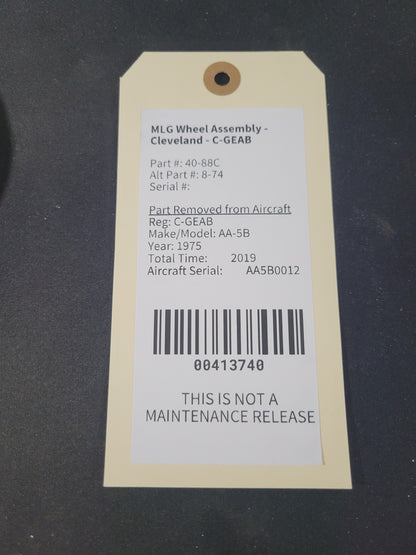 MLG Wheel Assembly -
Cleveland - C-GEAB
Part #: 40-88C
Alt Part #: 8-74
Serial #:
Part Removed from Aircraft
Reg: C-GEAB
Make/Model: AA-5B
Year: 1975
Total Time: 2019
Aircraft Serial: AA5B0012
00413740
THIS IS NOT A
MAINTENANCE RELEASE